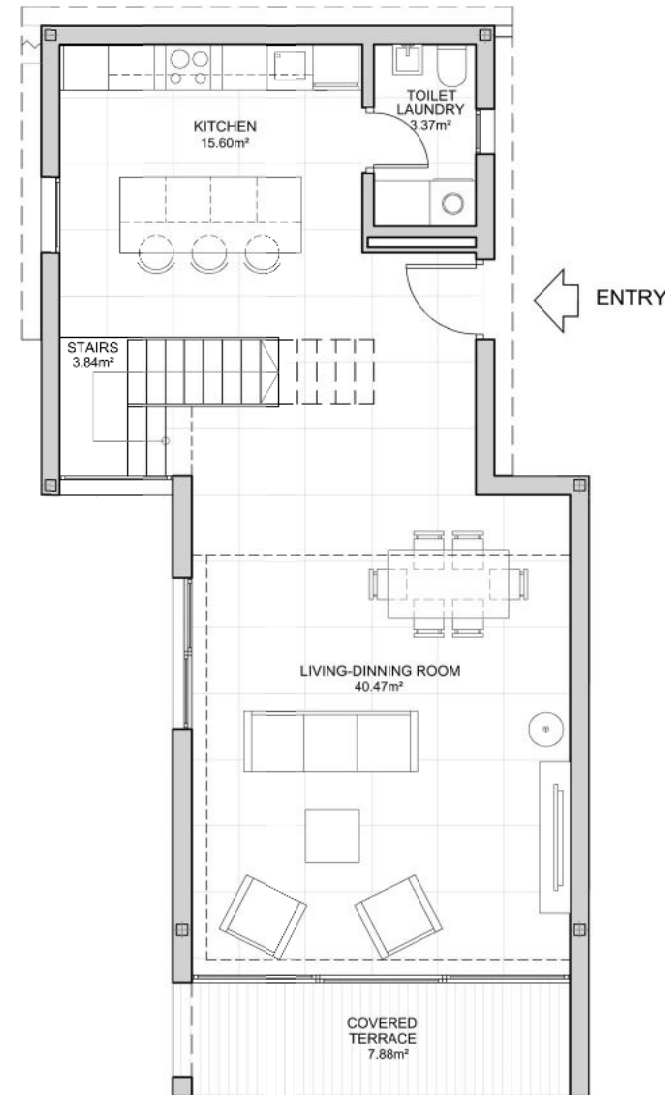 KITCHEN
15.60m²
TOILET
LAUNDRY
3.37m²
ENTRY
STAIRS
3.84m²
LIVING-DINNING ROOM
40.47m²
COVERED
TERRACE
7.88m²